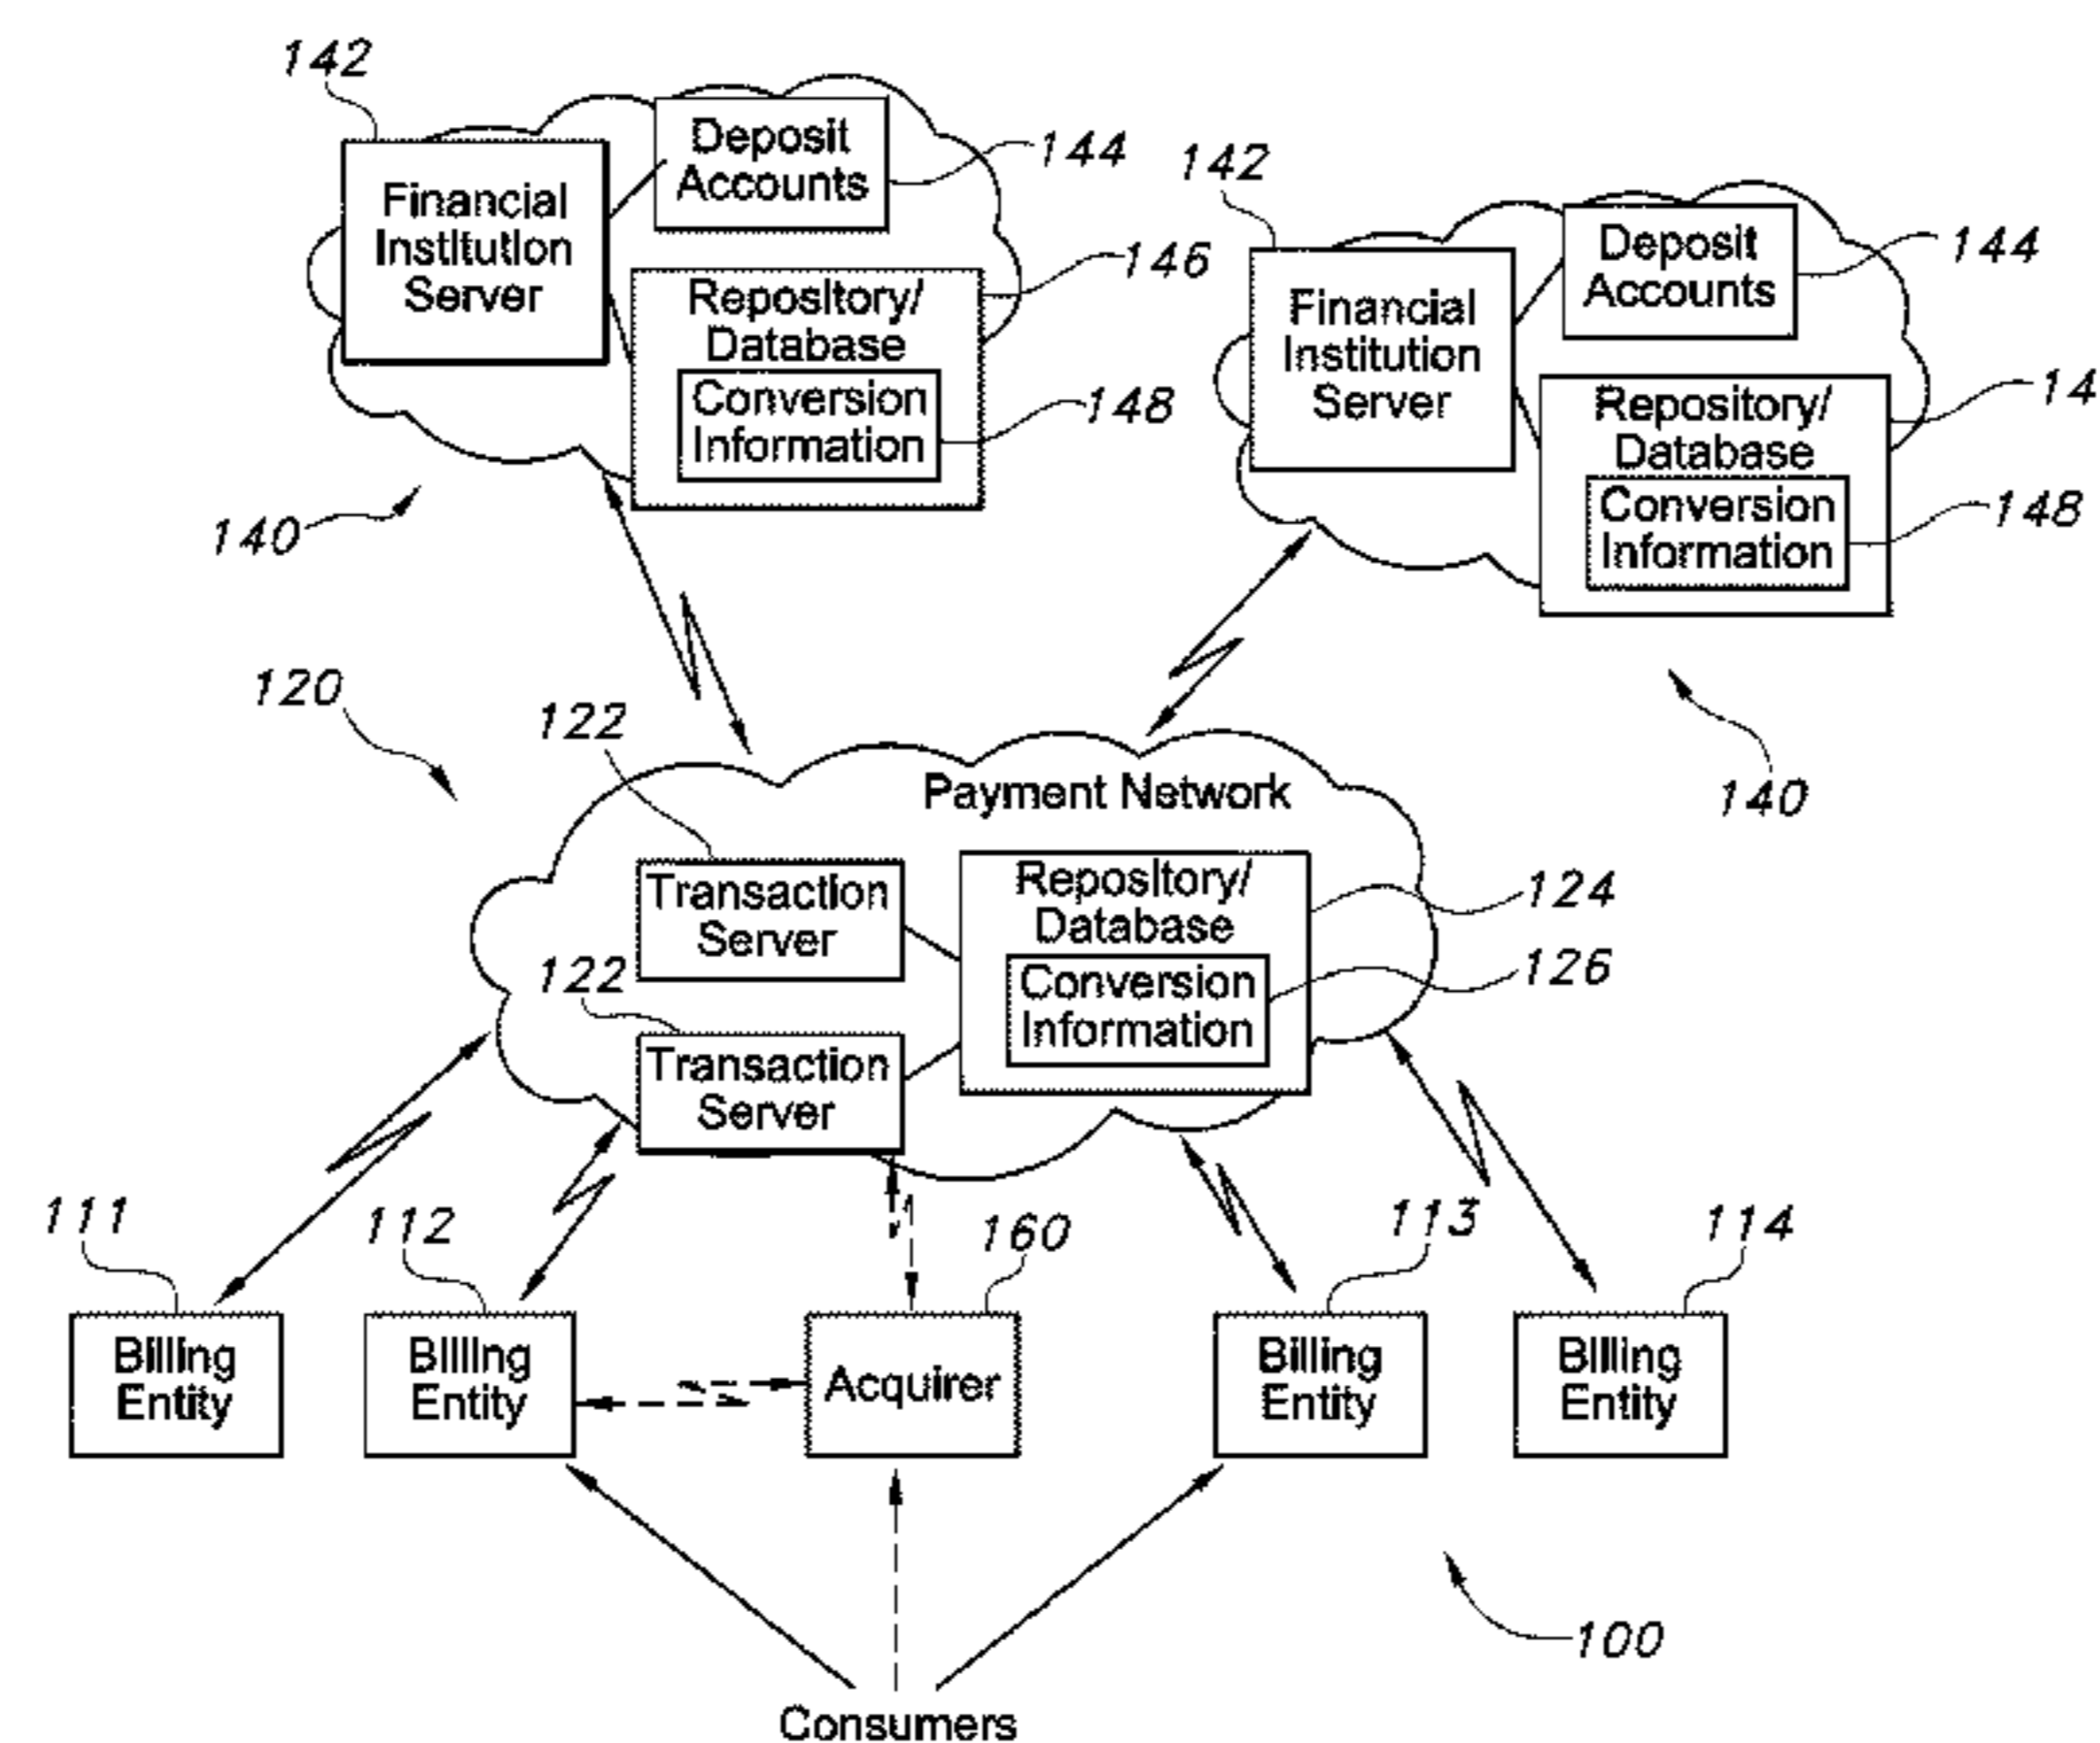 142
Deposit
Accounts
144
Financial
Institution
Server
146
Repository/
Database
Conversion
Information
148
140
142
Deposit
Accounts
144
Financial
Institution
Server
14
Repository/
Database
Conversion
Information
148
140
120
122
Payment Network
Transaction
Server
Repository/
Database
124
122
Conversion
Information
126
Transaction
Server
111
112
160
113
114
Billing
Entity
Billing
Entity
Acquirer
Billing
Entity
Billing
Entity
100
Consumers